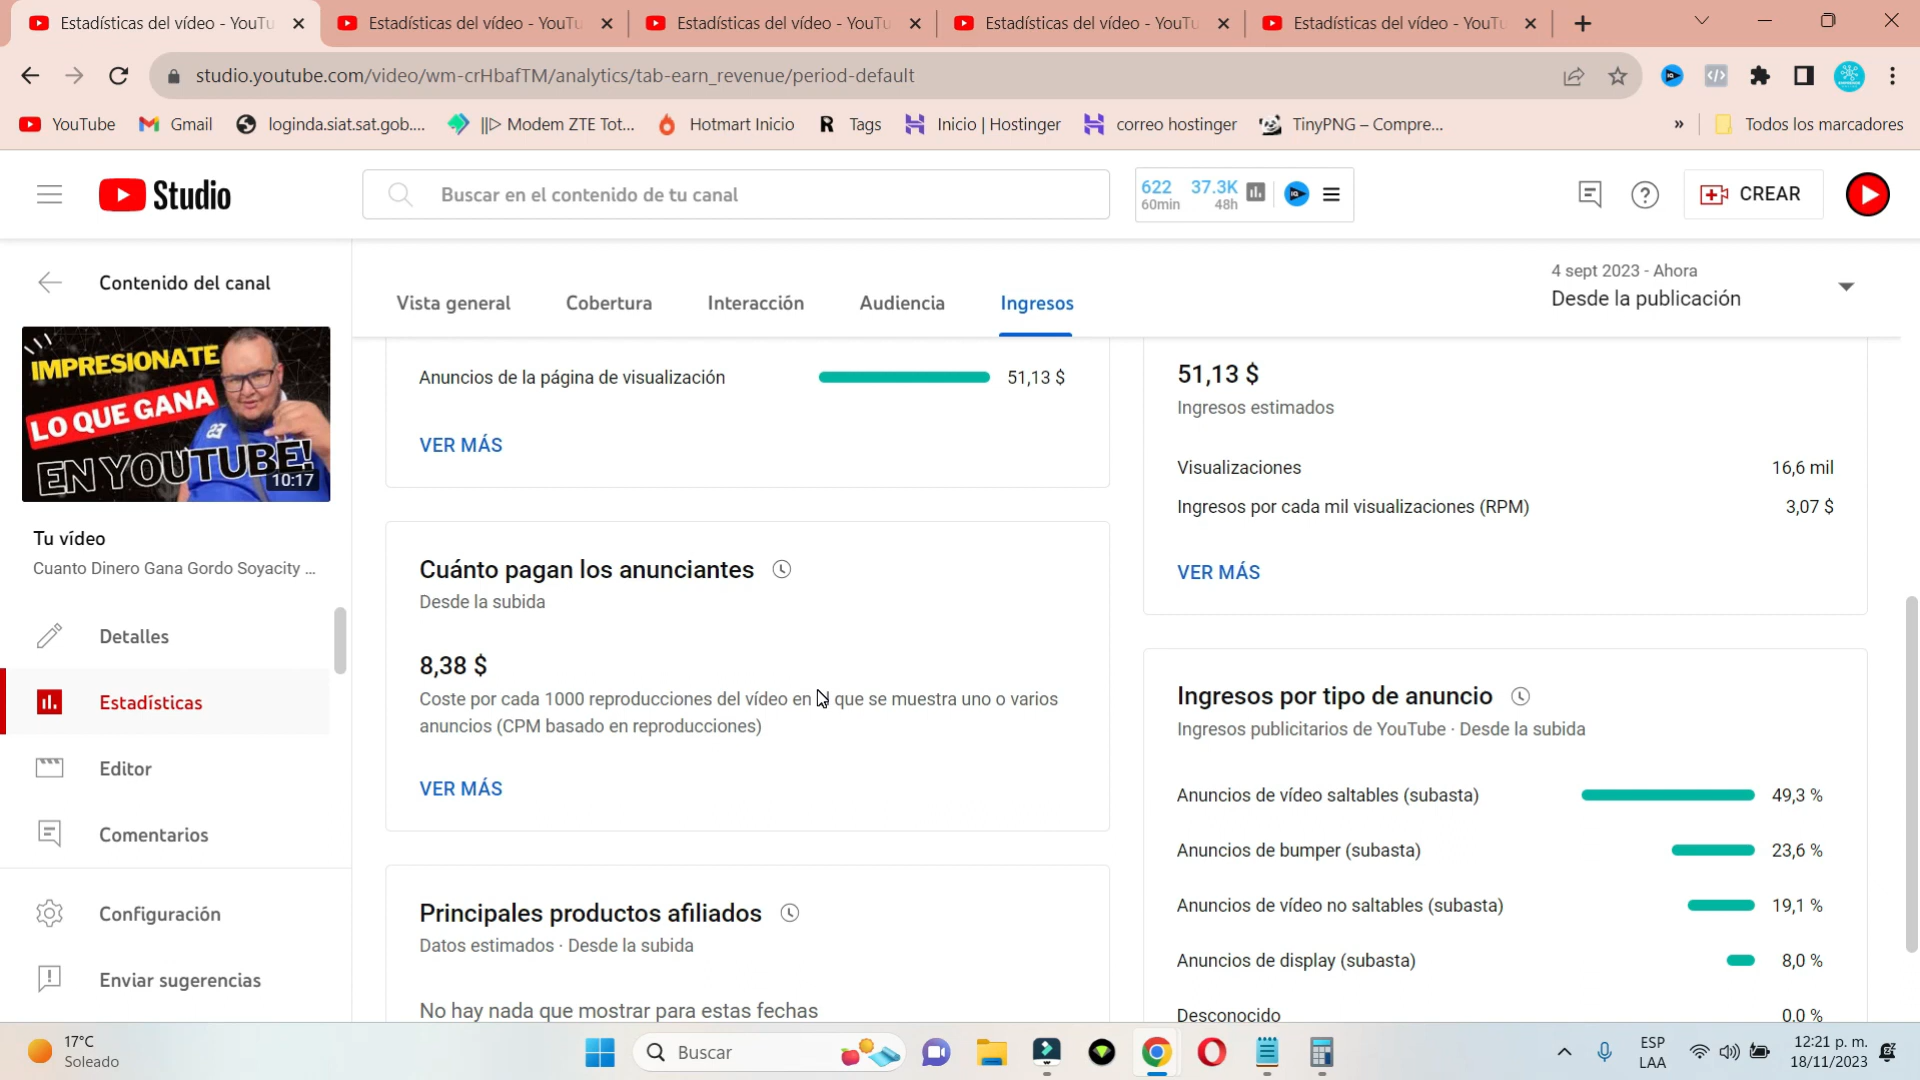 Estadísticas del vídeo - YouTu
Estadísticas del vídeo - YouTu
Estadísticas del vídeo - YouTu
Estadísticas del vídeo - YouTu
Estadísticas del vídeo - YouTu
studio.youtube.com/video/wm-crHbafTM/analytics/tab-earn_revenue/period-default
YouTube
Gmail
loginda.siat.sat.gob....
||> Modem ZTE Tot...
Hotmart Inicio
R Tags
Inicio | Hostinger
correo hostinger
TinyPNG – Compre...
»
Todos los marcadores
Studio
Buscar en el contenido de tu canal
622 37.3K
60min 48h
CREAR
Contenido del canal
IMPRESIONATE
LO QUE GANA
EN YOUTUBE!
23
10:17
Tu vídeo
Cuanto Dinero Gana Gordo Soyacity ...
Detalles
Estadísticas
Editor
Comentarios
Configuración
Enviar sugerencias
Vista general
Cobertura
Interacción
Audiencia
Ingresos
4 sept 2023 - Ahora
Desde la publicación
Anuncios de la página de visualización 51,13 $
VER MÁS
Cuánto pagan los anunciantes
Desde la subida
8,38 $
Coste por cada 1000 reproducciones del vídeo en que se muestra uno o varios
anuncios (CPM basado en reproducciones)
VER MÁS
Principales productos afiliados
Datos estimados · Desde la subida
No hay nada que mostrar para estas fechas
51,13 $
Ingresos estimados
Visualizaciones 16,6 mil
Ingresos por cada mil visualizaciones (RPM) 3,07 $
VER MÁS
Ingresos por tipo de anuncio
Ingresos publicitarios de YouTube · Desde la subida
Anuncios de vídeo saltables (subasta) 49,3 %
Anuncios de bumper (subasta) 23,6 %
Anuncios de vídeo no saltables (subasta) 19,1 %
Anuncios de display (subasta) 8,0 %
Desconocido 0,0 %
17°C
Soleado
Buscar
ESP
LAA
12:21 p. m.
18/11/2023